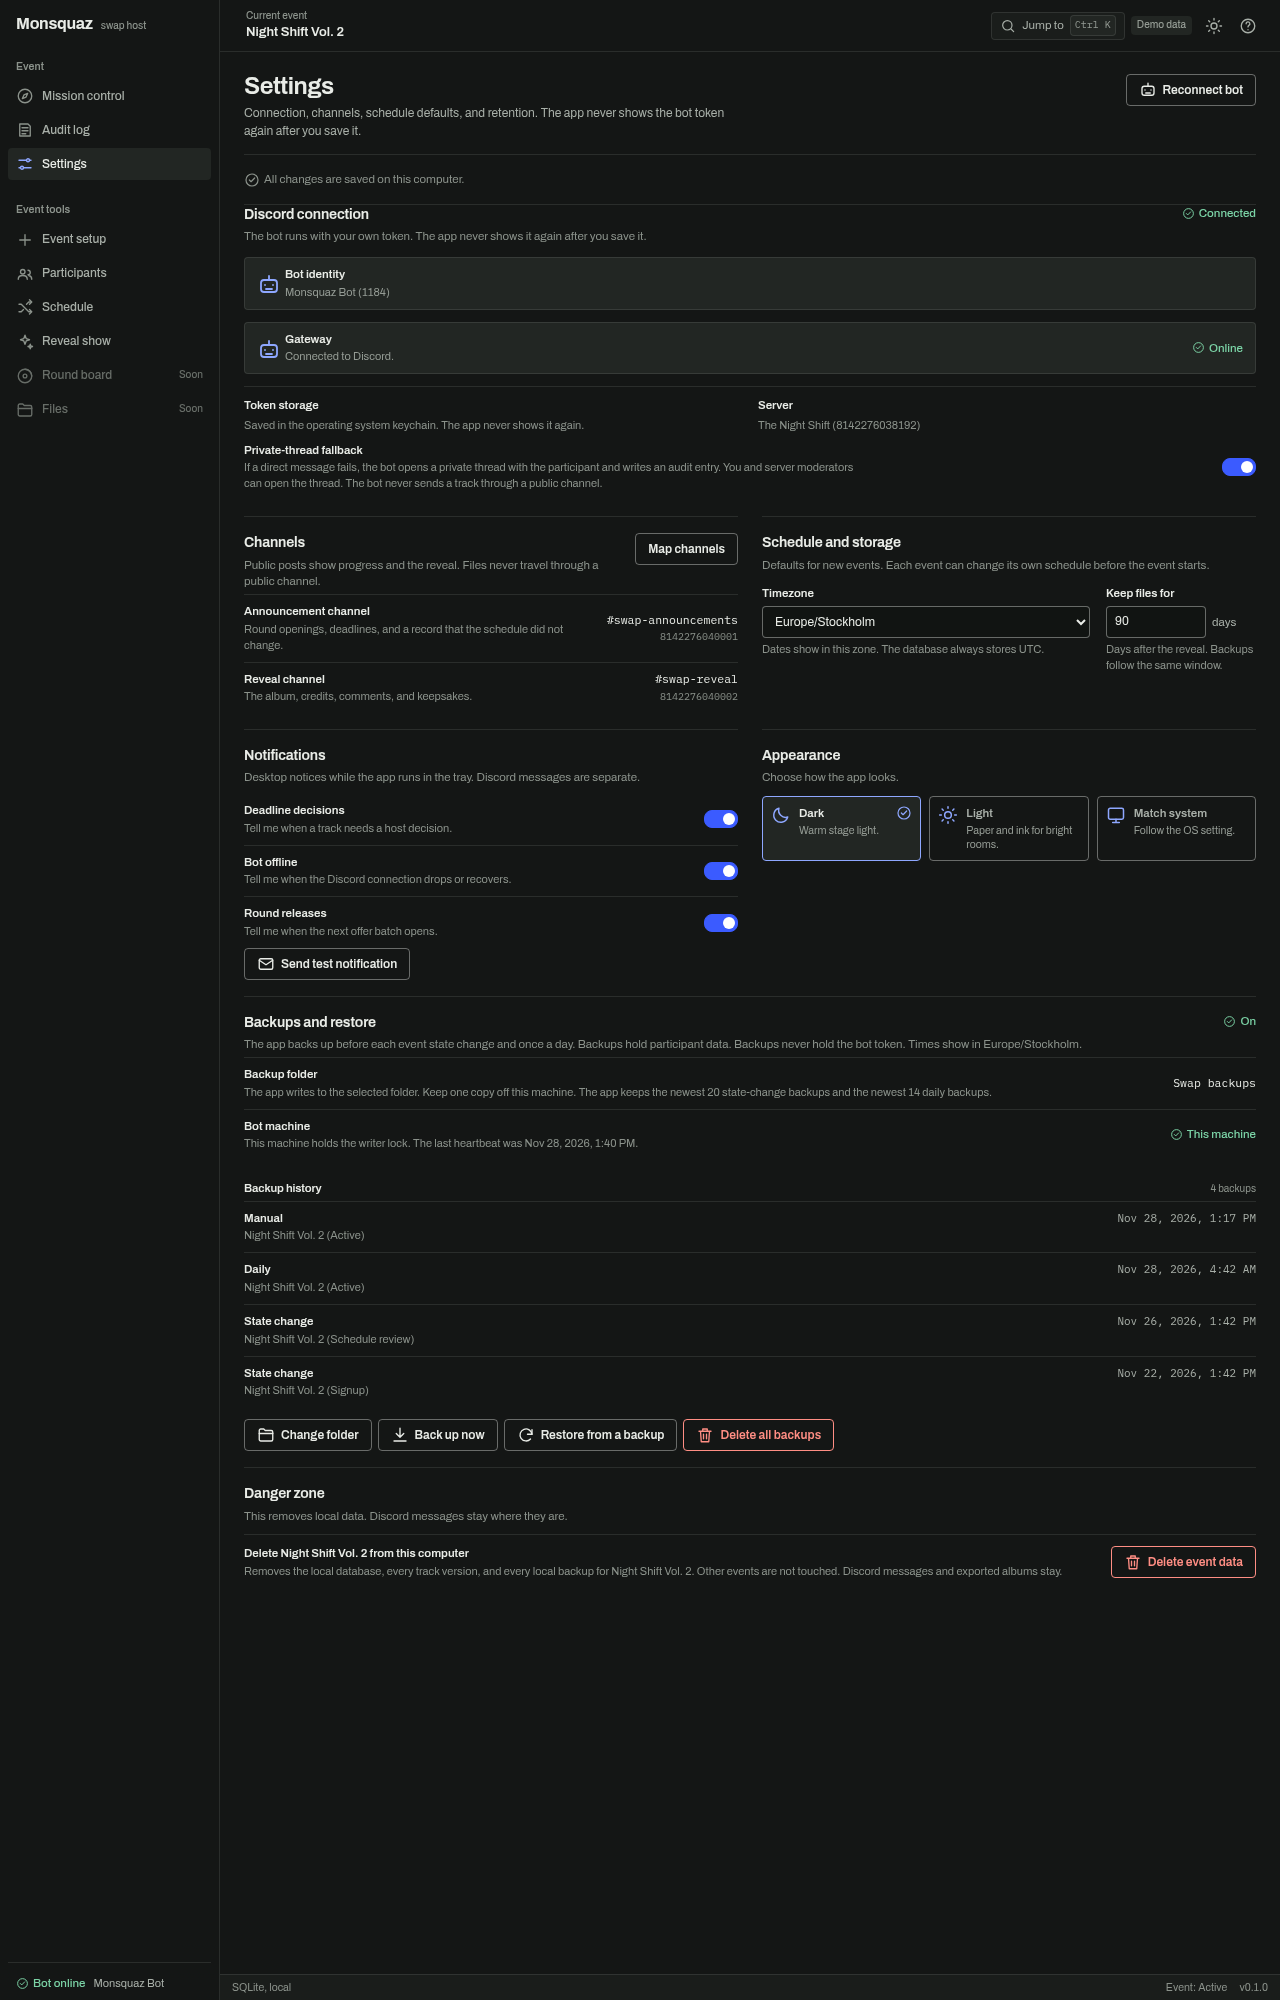 Monsquaz swap host
Event
Mission control
Audit log
Settings
Event tools
Event setup
Participants
Schedule
Reveal show
Round board Soon
Files Soon
Bot online Monsquaz Bot
Current event
Night Shift Vol. 2
Jump to Ctrl K
Demo data
Settings
Connection, channels, schedule defaults, and retention. The app never shows the bot token
again after you save it.
Reconnect bot
All changes are saved on this computer.
Discord connection
Connected
The bot runs with your own token. The app never shows it again after you save it.
Bot identity
Monsquaz Bot (1184)
Gateway
Connected to Discord.
Online
Token storage
Saved in the operating system keychain. The app never shows it again.
Server
The Night Shift (8142276038192)
Private-thread fallback
If a direct message fails, the bot opens a private thread with the participant and writes an audit entry. You and server moderators
can open the thread. The bot never sends a track through a public channel.
Channels
Public posts show progress and the reveal. Files never travel through a
public channel.
Map channels
Announcement channel
Round openings, deadlines, and a record that the schedule did not
change.
#swap-announcements
8142276040001
Reveal channel
The album, credits, comments, and keepsakes.
#swap-reveal
8142276040002
Schedule and storage
Defaults for new events. Each event can change its own schedule before the event starts.
Timezone
Europe/Stockholm
Dates show in this zone. The database always stores UTC.
Keep files for
90 days
Days after the reveal. Backups
follow the same window.
Notifications
Desktop notices while the app runs in the tray. Discord messages are separate.
Deadline decisions
Tell me when a track needs a host decision.
Bot offline
Tell me when the Discord connection drops or recovers.
Round releases
Tell me when the next offer batch opens.
Send test notification
Appearance
Choose how the app looks.
Dark
Warm stage light.
Light
Paper and ink for bright
rooms.
Match system
Follow the OS setting.
Backups and restore
On
The app backs up before each event state change and once a day. Backups hold participant data. Backups never hold the bot token. Times show in Europe/Stockholm.
Backup folder
The app writes to the selected folder. Keep one copy off this machine. The app keeps the newest 20 state-change backups and the newest 14 daily backups.
Swap backups
Bot machine
This machine holds the writer lock. The last heartbeat was Nov 28, 2026, 1:40 PM.
This machine
Backup history
4 backups
Manual
Night Shift Vol. 2 (Active)
Nov 28, 2026, 1:17 PM
Daily
Night Shift Vol. 2 (Active)
Nov 28, 2026, 4:42 AM
State change
Night Shift Vol. 2 (Schedule review)
Nov 26, 2026, 1:42 PM
State change
Night Shift Vol. 2 (Signup)
Nov 22, 2026, 1:42 PM
Change folder
Back up now
Restore from a backup
Delete all backups
Danger zone
This removes local data. Discord messages stay where they are.
Delete Night Shift Vol. 2 from this computer
Removes the local database, every track version, and every local backup for Night Shift Vol. 2. Other events are not touched. Discord messages and exported albums stay.
Delete event data
SQLite, local
Event: Active v0.1.0